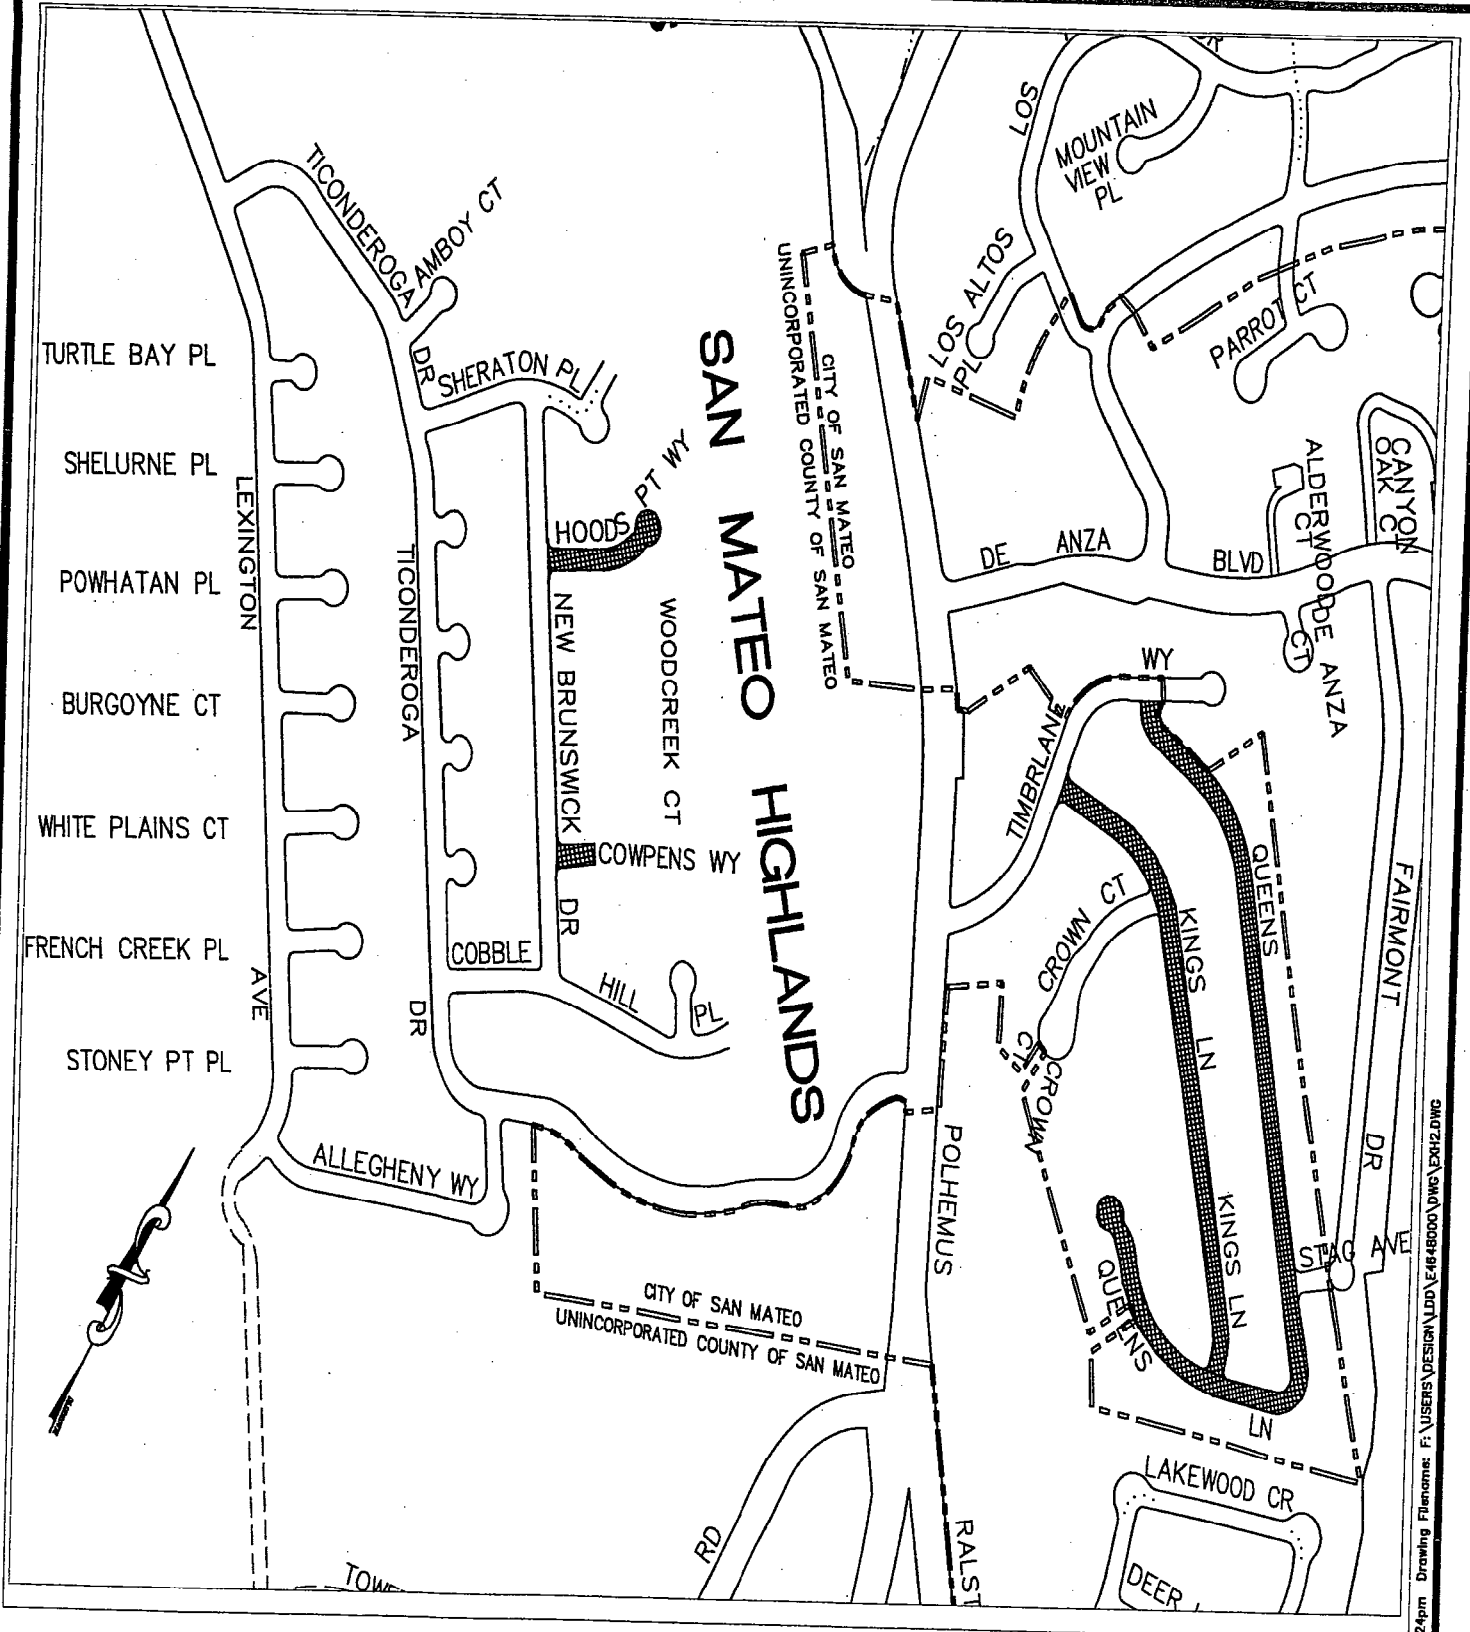 LOS
MOUNTAIN
VIEW
PL
TICONDEROGA
DR
AMBOY CT
LOS ALTOS
PL
PARROT CT
CITY OF SAN MATEO
UNINCORPORATED COUNTY OF SAN MATEO
TURTLE BAY PL
SHERATON PL
SHELURNE PL
HOODS PT WY
LEXINGTON
AVE
POWHATAN PL
TICONDEROGA
DR
NEW BRUNSWICK
DR
WOODCREEK CT
SAN MATEO HIGHLANDS
DE ANZA BLVD
ALDERWOOD
CT
CANYON
OAK CT
DE ANZA
CT
BURGOYNE CT
TIMBRLANE
WY
WHITE PLAINS CT
COWPENS WY
QUEENS
FAIRMONT
DR
FRENCH CREEK PL
COBBLE
HILL
PL
CROWN CT
KINGS LN
CROWN
CT
STONEY PT PL
ALLEGHENY WY
POLHEMUS
KINGS LN
QUEENS
LN
STAG AVE
CITY OF SAN MATEO
UNINCORPORATED COUNTY OF SAN MATEO
LAKEWOOD CR
RD
DEER
24pm Drawing Filename: F:\USERS\DESIGN\LDD\E4648000\DWG\EXH2.DWG